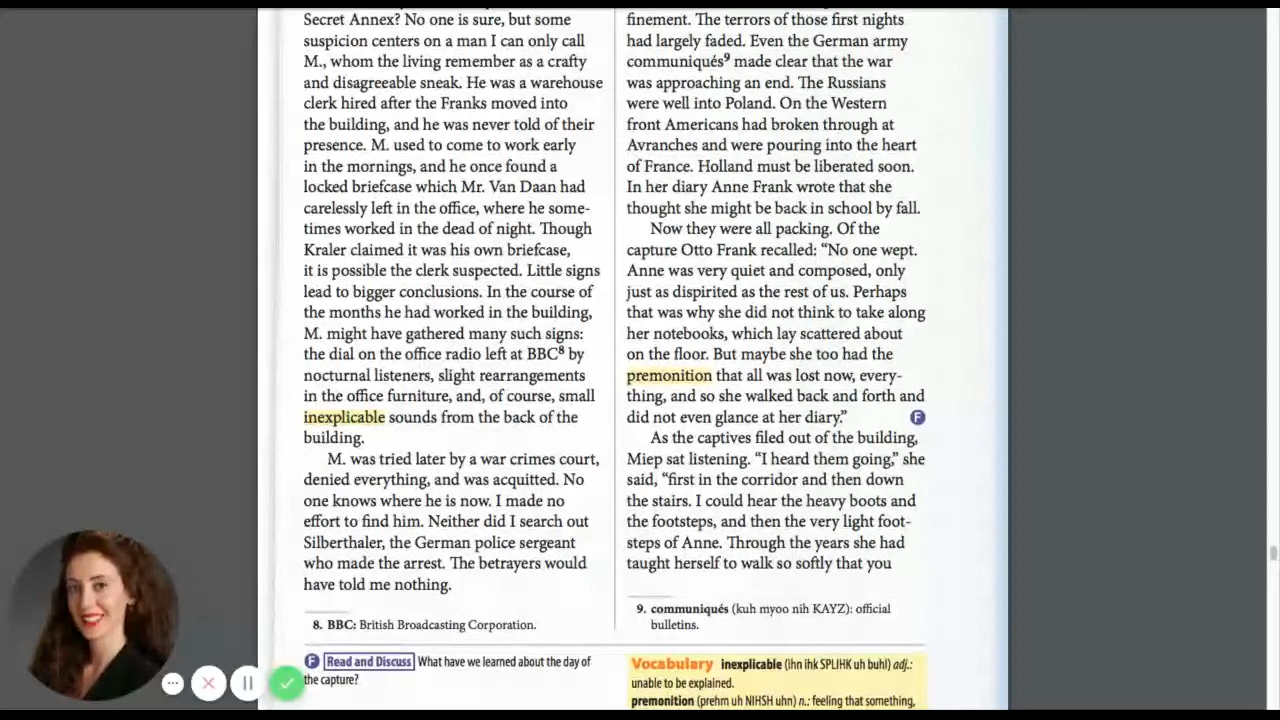 Secret Annex? No one is sure, but some
suspicion centers on a man I can only call
M., whom the living remember as a crafty
and disagreeable sneak. He was a warehouse
clerk hired after the Franks moved into
the building, and he was never told of their
presence. M. used to come to work early
in the mornings, and he once found a
locked briefcase which Mr. Van Daan had
carelessly left in the office, where he some-
times worked in the dead of night. Though
Kraler claimed it was his own briefcase,
it is possible the clerk suspected. Little signs
lead to bigger conclusions. In the course of
the months he had worked in the building,
M. might have gathered many such signs:
the dial on the office radio left at BBC⁸ by
nocturnal listeners, slight rearrangements
in the office furniture, and, of course, small
inexplicable sounds from the back of the
building.
M. was tried later by a war crimes court,
denied everything, and was acquitted. No
one knows where he is now. I made no
effort to find him. Neither did I search out
Silberthaler, the German police sergeant
who made the arrest. The betrayers would
have told me nothing.
8. BBC: British Broadcasting Corporation.
finement. The terrors of those first nights
had largely faded. Even the German army
communiqués⁹ made clear that the war
was approaching an end. The Russians
were well into Poland. On the Western
front Americans had broken through at
Avranches and were pouring into the heart
of France. Holland must be liberated soon.
In her diary Anne Frank wrote that she
thought she might be back in school by fall.
Now they were all packing. Of the
capture Otto Frank recalled: “No one wept.
Anne was very quiet and composed, only
just as dispirited as the rest of us. Perhaps
that was why she did not think to take along
her notebooks, which lay scattered about
on the floor. But maybe she too had the
premonition that all was lost now, every-
thing, and so she walked back and forth and
did not even glance at her diary.” F
As the captives filed out of the building,
Miep sat listening. “I heard them going,” she
said, “first in the corridor and then down
the stairs. I could hear the heavy boots and
the footsteps, and then the very light foot-
steps of Anne. Through the years she had
taught herself to walk so softly that you
9. communiqués (kuh myoo nih KAYZ): official
bulletins.
F Read and Discuss What have we learned about the day of
the capture?
Vocabulary inexplicable (ihn ihk SPLIHK uh buhl) adj.:
unable to be explained.
premonition (prehm uh NIHSH uhn) n.: feeling that something,